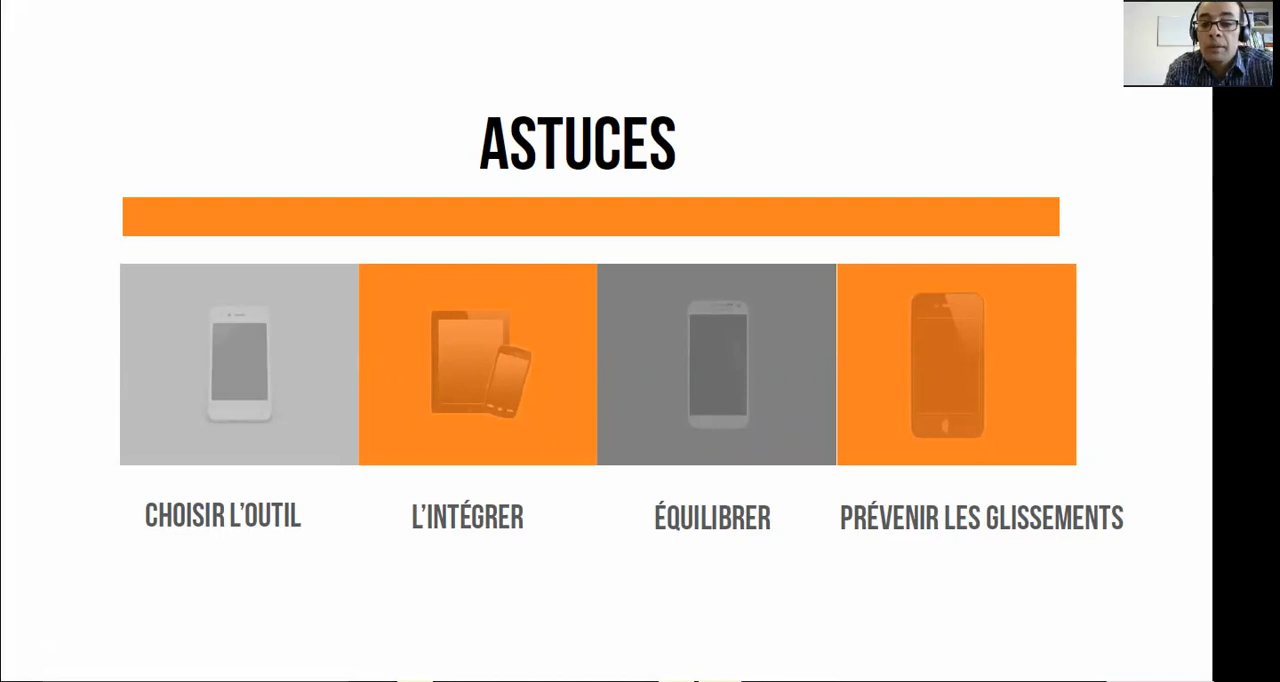 ASTUCES
CHOISIR L'OUTIL
L'INTÉGRER
ÉQUILIBRER
PRÉVENIR LES GLISSEMENTS